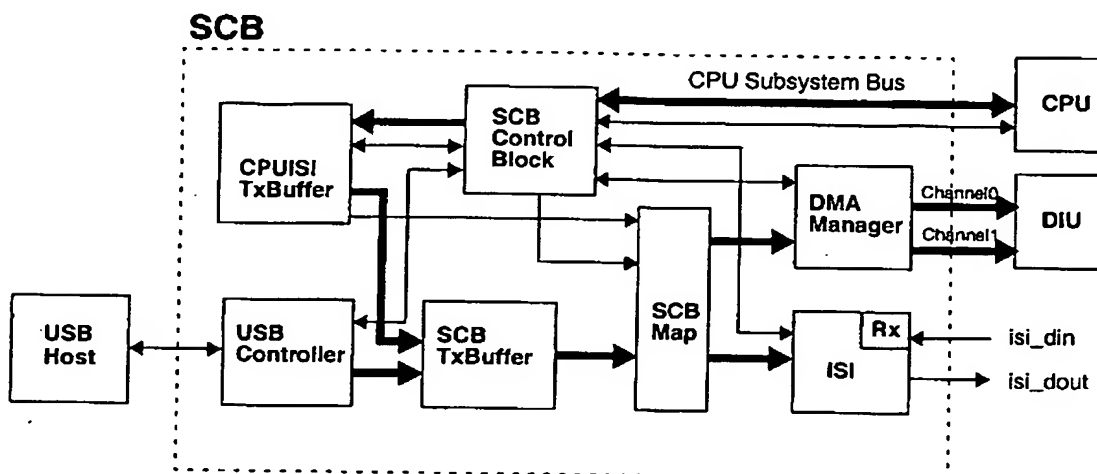 SCB
CPU Subsystem Bus
CPU
SCB
Control
Block
CPUISI
TxBuffer
DMA
Manager
Channel0
Channel1
DIU
USB
Host
USB
Controller
SCB
TxBuffer
SCB
Map
Rx
ISI
isi_din
isi_dout